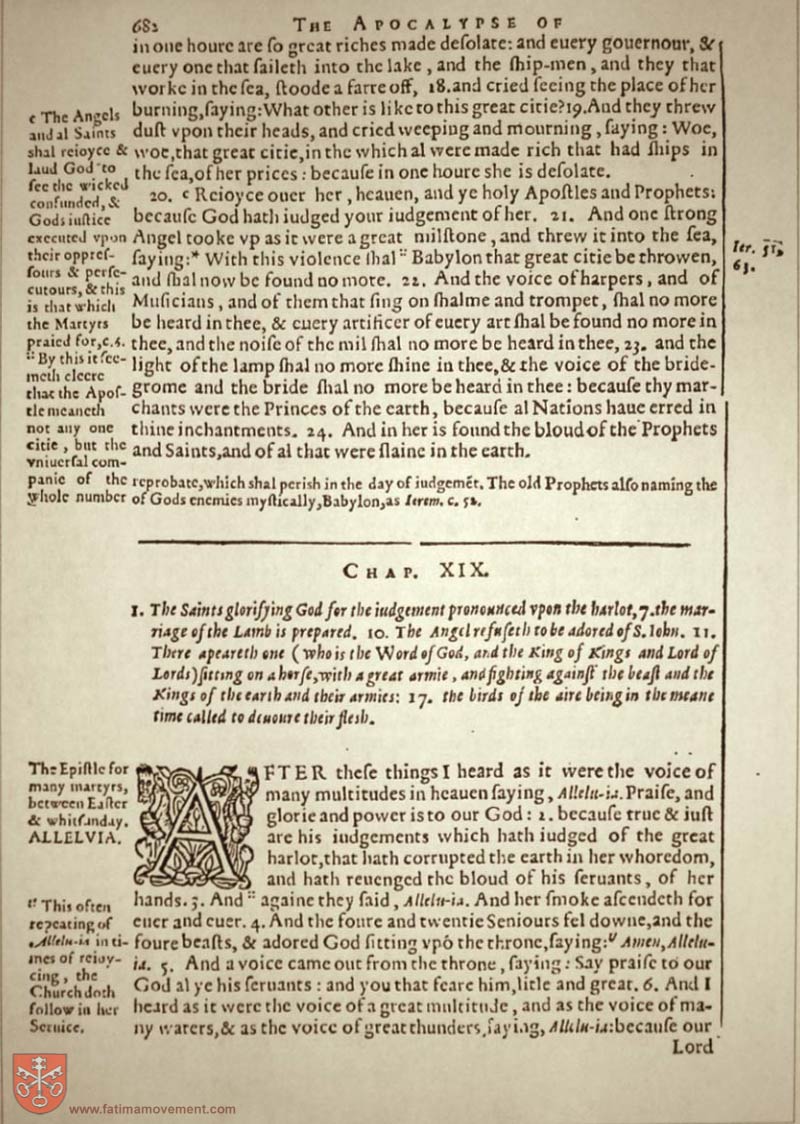 682 THE APOCALYPSE OF
in one houre are ſo great riches made deſolate: and euery gouernour, &
euery one that ſaileth into the lake, and the ſhip-men, and they that
worke in the ſea, ſtoode a farre off, 18. and cried ſeeing the place of her
burning, ſaying: What other is like to this great citie? 19. And they threw
duſt vpon their heads, and cried weeping and mourning, ſaying: Woe,
woe, that great citie, in the which al were made rich that had ſhips in
the ſea, of her prices: becauſe in one houre she is deſolate.
20. c Reioyce ouer her, heauen, and ye holy Apoſtles and Prophets:
becauſe God hath iudged your iudgement of her. 21. And one ſtrong
Angel tooke vp as it were a great milſtone, and threw it into the ſea,
ſaying: * With this violence ſhal :: Babylon that great citie be throwen,
and ſhal now be found no more. 22. And the voice of harpers, and of
Muſicians, and of them that ſing on ſhalme and trompet, ſhal no more
be heard in thee, & euery artificer of euery art ſhal be found no more in
thee, and the noiſe of the mil ſhal no more be heard in thee, 23. and the
light of the lamp ſhal no more ſhine in thee, & the voice of the bride-
grome and the bride ſhal no more be heard in thee: becauſe thy mar-
chants were the Princes of the earth, becauſe al Nations haue erred in
thine inchantments. 24. And in her is found the bloud of the Prophets
and Saints, and of al that were ſlaine in the earth.
c The Angels
and al Saints
shal reioyce &
laud God to
ſee the wicked
confunded, &
Gods iuſtice
executed vpon
their oppreſ-
ſours & perſe-
cutours, & this
is that which
the Martyrs
praied for, c. 6.
:: By this it ſee-
meth cleere
that the Apoſ-
tle meaneth
not any one
citie, but the
vniuerſal com-
panie of the reprobate, which shal perish in the day of iudgemēt. The old Prophets alſo naming the
whole number of Gods enemies myſtically, Babylon, as Ierem. c. 51.
Ier. 51,
63.
CHAP. XIX.
1. The Saints glorifying God for the iudgement pronounced vpon the harlot, 7. the mar-
riage of the Lamb is prepared. 10. The Angel refuſeth to be adored of S. Iohn. 11.
There apeareth one (who is the Word of God, and the King of Kings and Lord of
Lords) ſitting on a horſe, with a great armie, and fighting againſt the beaſt and the
Kings of the earth and their armies: 17. the birds of the aire being in the meane
time called to deuoure their fleſh.
The Epiſtle for
many martyrs,
between Eaſter
& whitſunday.
ALLELVIA.
AFTER theſe things I heard as it were the voice of
many multitudes in heauen ſaying, Allelu-ia. Praiſe, and
glorie and power is to our God: 2. becauſe true & iuſt
are his iudgements which hath iudged of the great
harlot, that hath corrupted the earth in her whoredom,
and hath reuenged the bloud of his ſeruants, of her
hands. 3. And :: againe they ſaid, Allelu-ia. And her ſmoke aſcendeth for
euer and euer. 4. And the foure and twentie Seniours fel downe, and the
foure beaſts, & adored God ſitting vpō the throne, ſaying: Amen, Allelu-
ia. 5. And a voice came out from the throne, ſaying: Say praiſe to our
God al ye his ſeruants: and you that feare him, litle and great. 6. And I
heard as it were the voice of a great multitude, and as the voice of ma-
ny waters, & as the voice of great thunders, ſaying, Allelu-ia: becauſe our
Lord
:: This often
repeating of
Allelu-ia in ti-
mes of reioy-
cing, the
Church doth
follow in her
Seruice.
www.fatimamovement.com